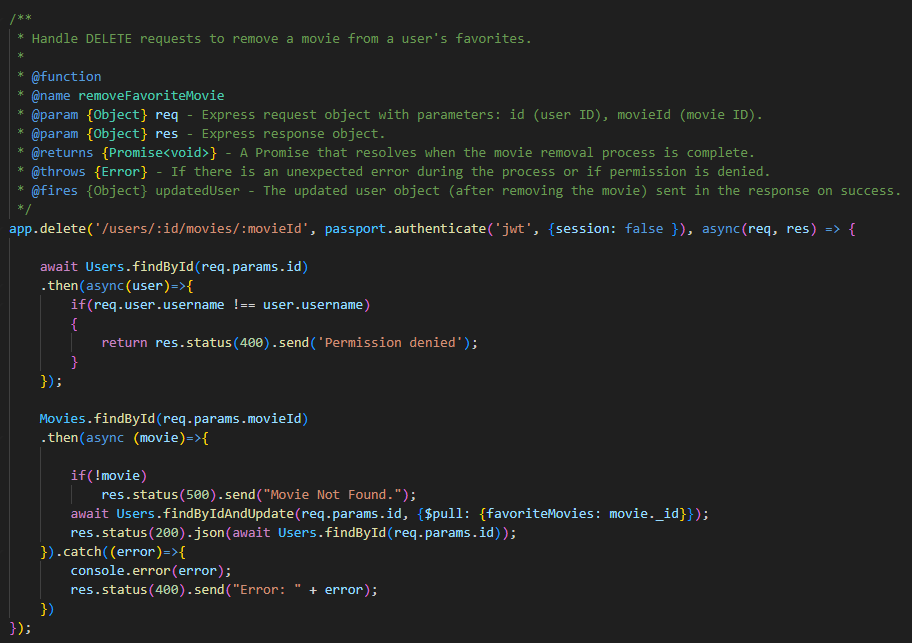 /**
 * Handle DELETE requests to remove a movie from a user's favorites.
 *
 * @function
 * @name removeFavoriteMovie
 * @param {Object} req - Express request object with parameters: id (user ID), movieId (movie ID).
 * @param {Object} res - Express response object.
 * @returns {Promise<void>} - A Promise that resolves when the movie removal process is complete.
 * @throws {Error} - If there is an unexpected error during the process or if permission is denied.
 * @fires {Object} updatedUser - The updated user object (after removing the movie) sent in the response on success.
 */
app.delete('/users/:id/movies/:movieId', passport.authenticate('jwt', {session: false }), async(req, res) => {

    await Users.findById(req.params.id)
    .then(async(user)=>{
        if(req.user.username !== user.username)
        {
            return res.status(400).send('Permission denied');
        }
    });

    Movies.findById(req.params.movieId)
    .then(async (movie)=>{

        if(!movie)
            res.status(500).send("Movie Not Found.");
        await Users.findByIdAndUpdate(req.params.id, {$pull: {favoriteMovies: movie._id}});
        res.status(200).json(await Users.findById(req.params.id));
    }).catch((error)=>{
        console.error(error);
        res.status(400).send("Error: " + error);
    })
});